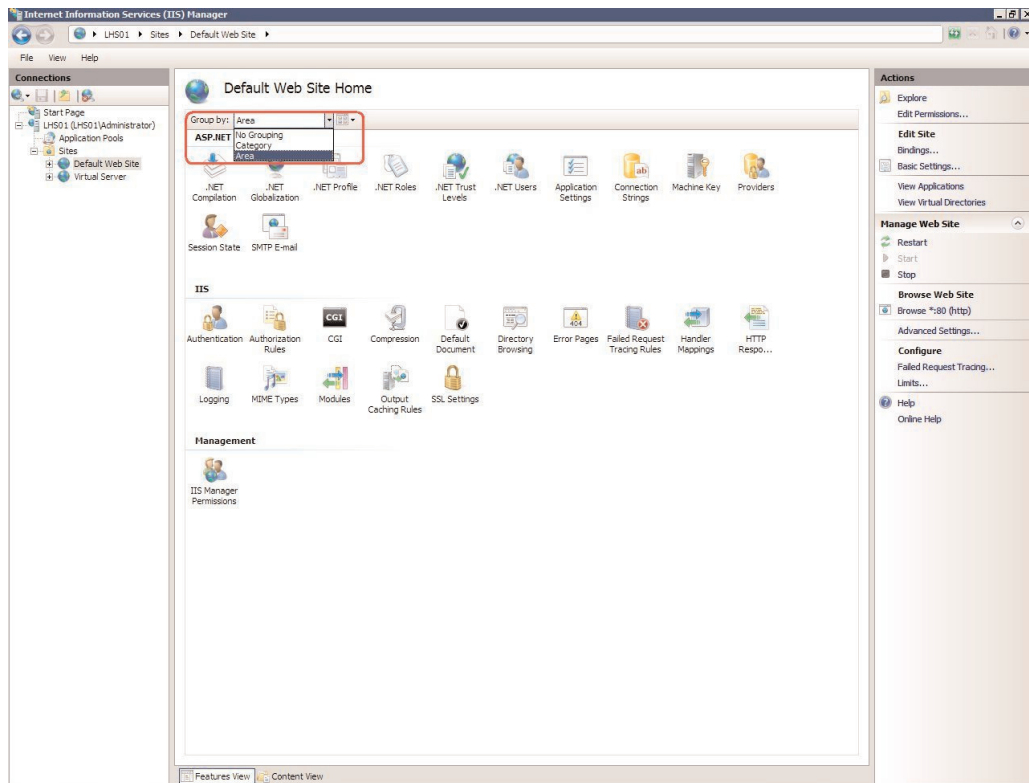 Internet Information Services (IIS) Manager
LHS01 Sites Default Web Site
File View Help
Connections
Start Page
LHS01 (LHS01\Administrator)
Application Pools
Sites
Default Web Site
Virtual Server
Default Web Site Home
Group by: Area
No Grouping
Category
Area
ASP.NET
.NET Compilation
.NET Globalization
.NET Profile
.NET Roles
.NET Trust Levels
.NET Users
Application Settings
Connection Strings
Machine Key
Providers
Session State
SMTP E-mail
IIS
Authentication
Authorization Rules
CGI
Compression
Default Document
Directory Browsing
Error Pages
Failed Request Tracing Rules
Handler Mappings
HTTP Respo...
Logging
MIME Types
Modules
Output Caching Rules
SSL Settings
Management
IIS Manager Permissions
Features View
Content View
Actions
Explore
Edit Permissions...
Edit Site
Bindings...
Basic Settings...
View Applications
View Virtual Directories
Manage Web Site
Restart
Start
Stop
Browse Web Site
Browse *:80 (http)
Advanced Settings...
Configure
Failed Request Tracing...
Limits...
Help
Online Help